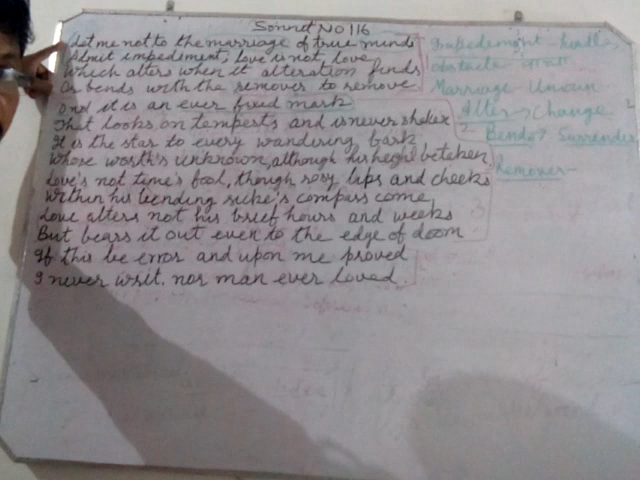 Sonnet No 116
Let me not to the marriage of true minds
Admit impediment, love is not love
Which alters when it alteration finds
Or bends with the remover to remove
And it is an ever fixed mark
That looks on tempests and is never shaken
It is the star to every wandering bark
Whose worth's unknown, although his height be taken
Love's not time's fool, though rosy lips and cheeks
Within his bending sickle's compass come,
Love alters not his brief hours and weeks
But bears it out even to the edge of doom
If this be error and upon me proved
I never writ, nor man ever loved.
Impedement -
obstacle
Marriage Union
Alter → Change
Bends → Surrender
Remover -